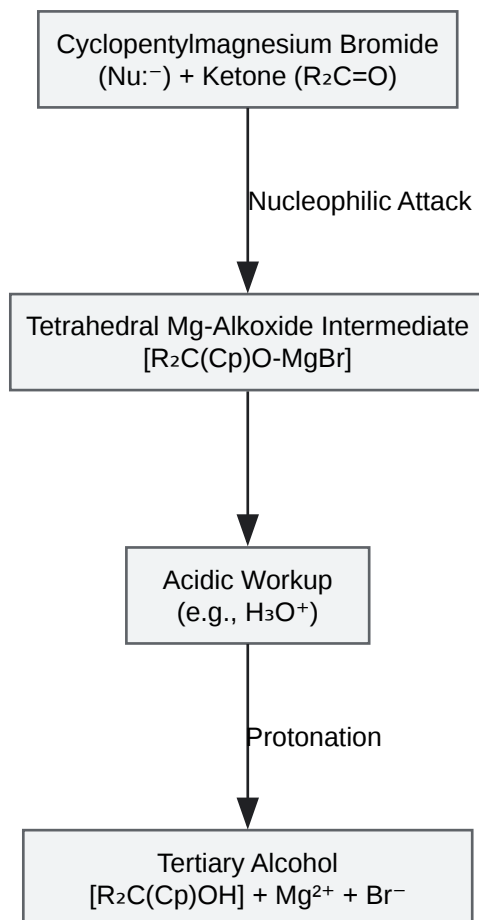 Cyclopentylmagnesium Bromide
(Nu:⁻) + Ketone (R₂C=O)
Nucleophilic Attack
Tetrahedral Mg-Alkoxide Intermediate
[R₂C(Cp)O-MgBr]
Acidic Workup
(e.g., H₃O⁺)
Protonation
Tertiary Alcohol
[R₂C(Cp)OH] + Mg²⁺ + Br⁻